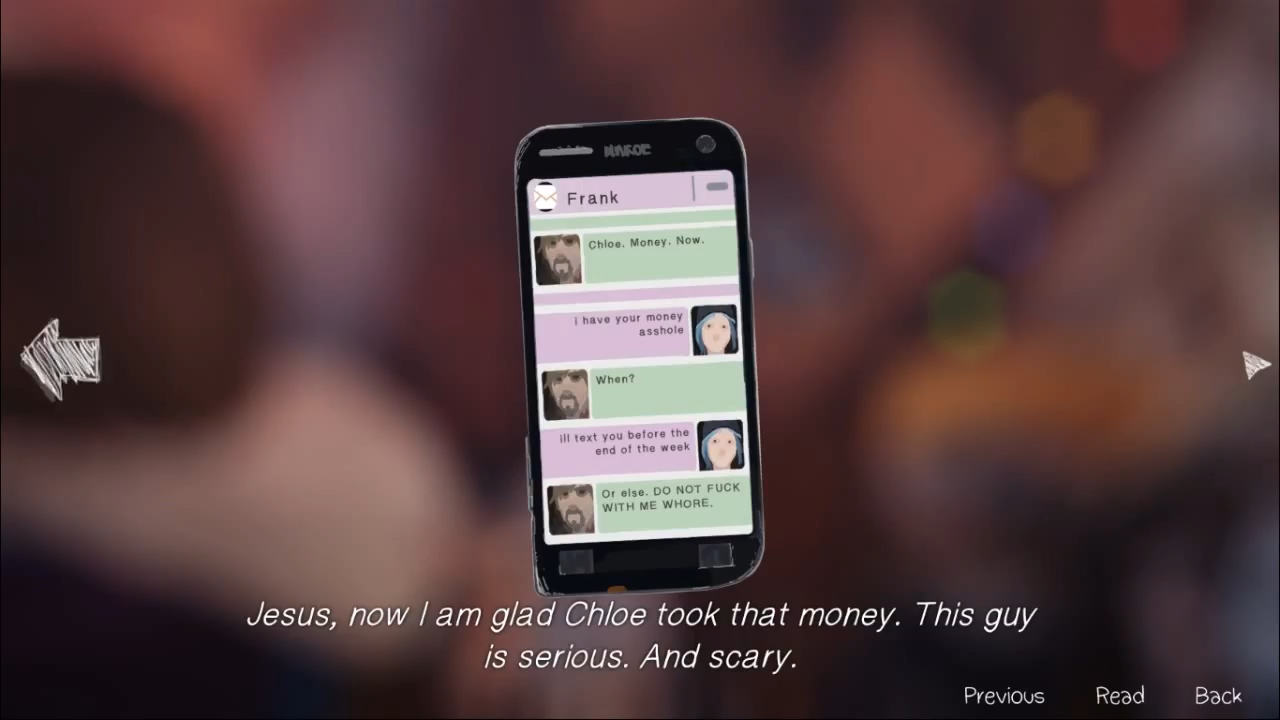 Frank
Chloe. Money. Now.
i have your money
asshole
When?
ill text you before the
end of the week
Or else. DO NOT FUCK
WITH ME WHORE.
Jesus, now I am glad Chloe took that money. This guy
is serious. And scary.
Previous Read Back